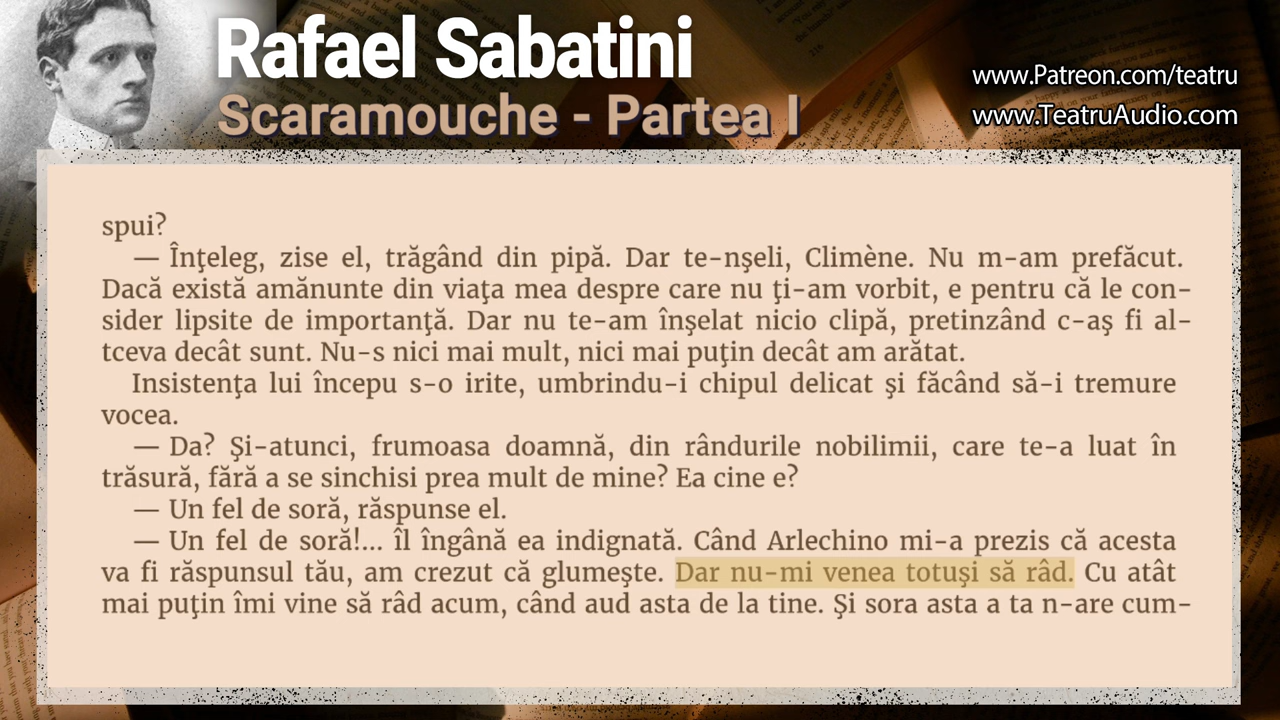 Rafael Sabatini
Scaramouche - Partea I
www.Patreon.com/teatru
www.TeatruAudio.com
spui?
— Înţeleg, zise el, trăgând din pipă. Dar te-nşeli, Climène. Nu m-am prefăcut.
Dacă există amănunte din viaţa mea despre care nu ţi-am vorbit, e pentru că le con-
sider lipsite de importanţă. Dar nu te-am înşelat nicio clipă, pretinzând c-aş fi al-
tceva decât sunt. Nu-s nici mai mult, nici mai puţin decât am arătat.
Insistenţa lui începu s-o irite, umbrindu-i chipul delicat şi făcând să-i tremure
vocea.
— Da? Şi-atunci, frumoasa doamnă, din rândurile nobilimii, care te-a luat în
trăsură, fără a se sinchisi prea mult de mine? Ea cine e?
— Un fel de soră, răspunse el.
— Un fel de soră!... îl îngână ea indignată. Când Arlechino mi-a prezis că acesta
va fi răspunsul tău, am crezut că glumeşte. Dar nu-mi venea totuşi să râd. Cu atât
mai puţin îmi vine să râd acum, când aud asta de la tine. Şi sora asta a ta n-are cum-